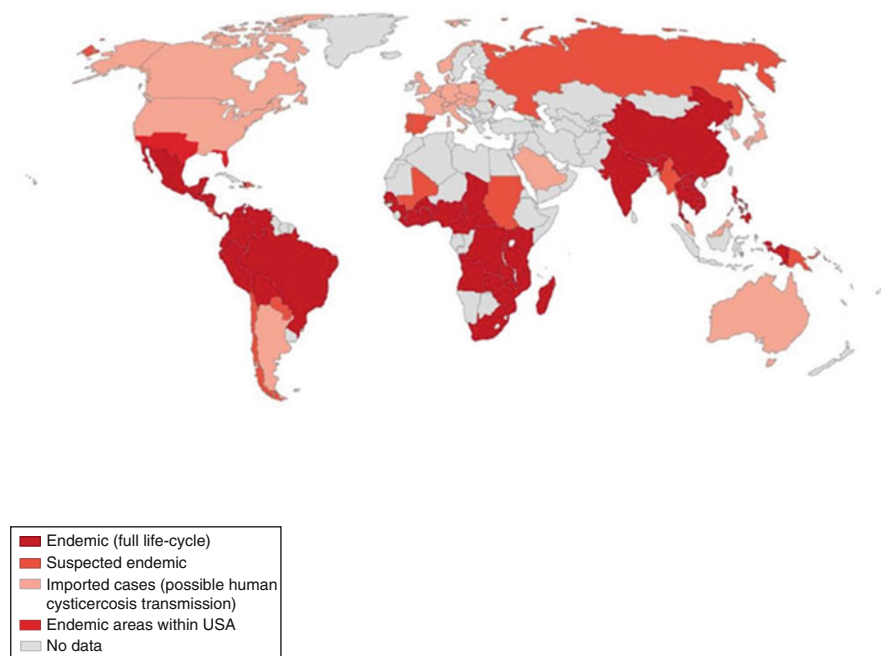 Endemic (full life-cycle)
Suspected endemic
Imported cases (possible human
cysticercosis transmission)
Endemic areas within USA
No data